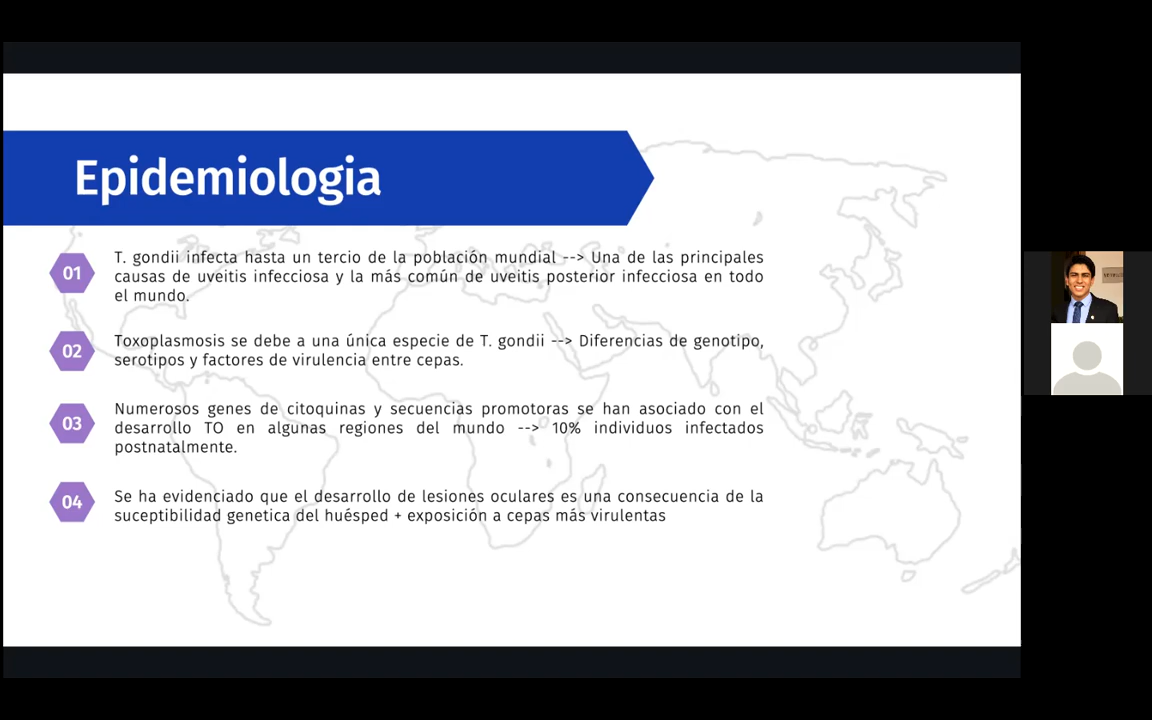 Epidemiologia
01
T. gondii infecta hasta un tercio de la población mundial --> Una de las principales
causas de uveitis infecciosa y la más común de uveitis posterior infecciosa en todo
el mundo.
02
Toxoplasmosis se debe a una única especie de T. gondii --> Diferencias de genotipo,
serotipos y factores de virulencia entre cepas.
03
Numerosos genes de citoquinas y secuencias promotoras se han asociado con el
desarrollo TO en algunas regiones del mundo --> 10% individuos infectados
postnatalmente.
04
Se ha evidenciado que el desarrollo de lesiones oculares es una consecuencia de la
suceptibilidad genetica del huésped + exposición a cepas más virulentas